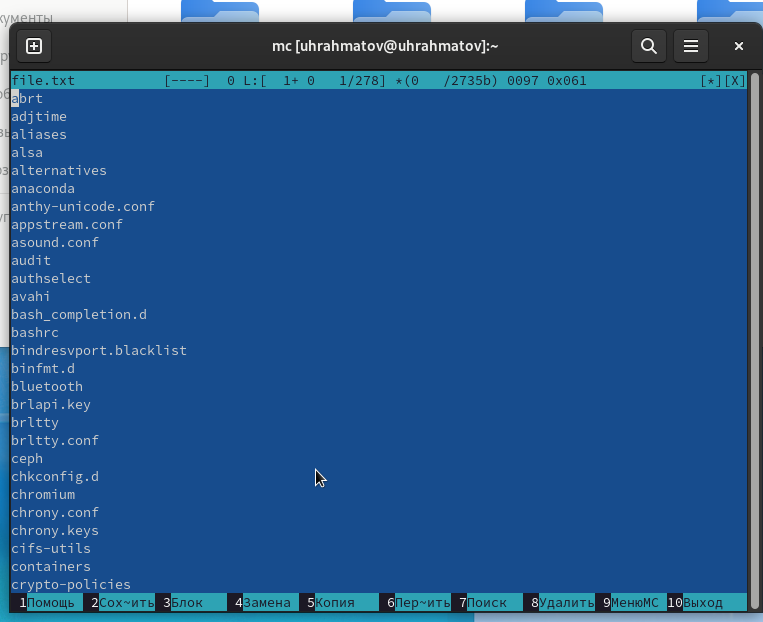 кументы
mc [uhrahmatov@uhrahmatov]:~
file.txt [----] 0 L:[ 1+ 0 1/278] *(0 /2735b) 0097 0x061 [*][X]
abrt
adjtime
aliases
alsa
alternatives
anaconda
anthy-unicode.conf
appstream.conf
asound.conf
audit
authselect
avahi
bash_completion.d
bashrc
bindresvport.blacklist
binfmt.d
bluetooth
brlapi.key
brltty
brltty.conf
ceph
chkconfig.d
chromium
chrony.conf
chrony.keys
cifs-utils
containers
crypto-policies
1Помощь 2Сох~ить 3Блок 4Замена 5Копия 6Пер~ить 7Поиск 8Удалить 9МенюМС 10Выход